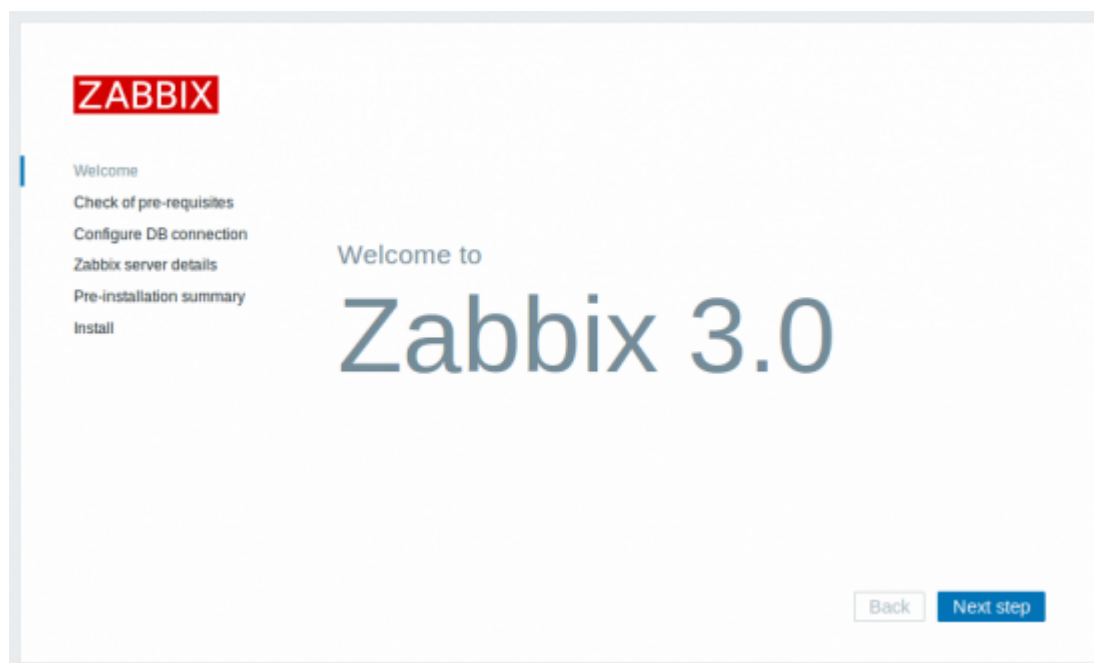 ZABBIX
Welcome
Check of pre-requisites
Configure DB connection
Zabbix server details
Pre-installation summary
Install
Welcome to
Zabbix 3.0
Back
Next step